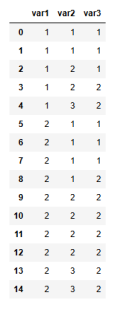 var1 var2 var3
0 1 1 1
1 1 1 1
2 1 2 1
3 1 2 2
4 1 3 2
5 2 1 1
6 2 1 1
7 2 1 1
8 2 1 2
9 2 2 2
10 2 2 2
11 2 2 2
12 2 2 2
13 2 3 2
14 2 3 2